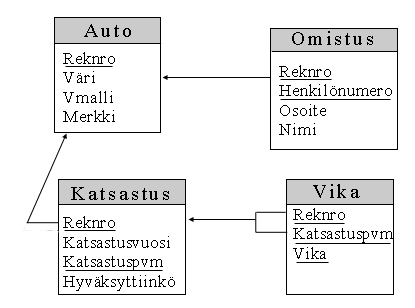 Auto
Reknro
Väri
Vmalli
Merkki
Omistus
Reknro
Henkilönumero
Osoite
Nimi
Katsastus
Reknro
Katsastusvuosi
Katsastuspvm
Hyväksyttiinkö
Vika
Reknro
Katsastuspvm
Vika